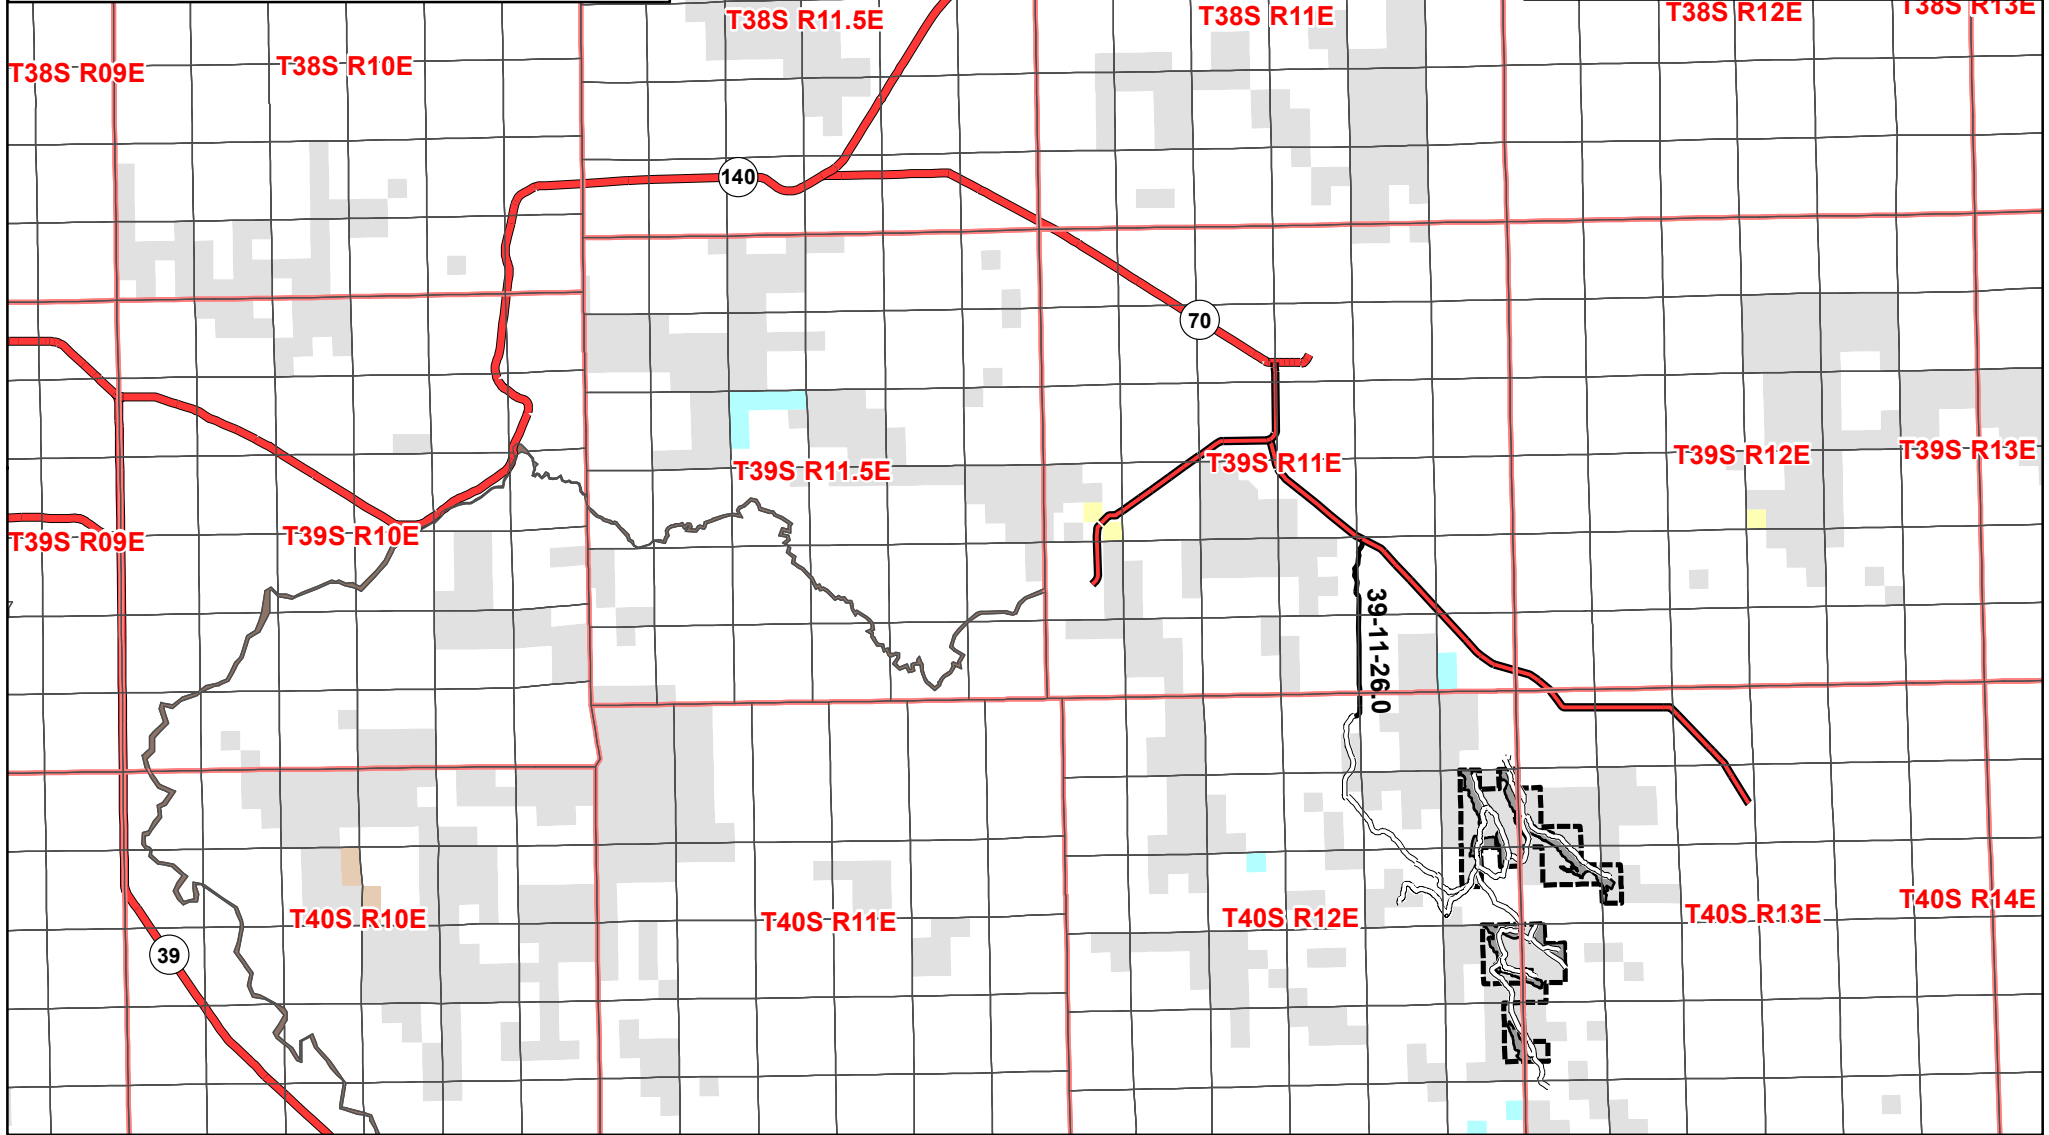 T38S R11.5E
T38S R11E
T38S R12E
T38S R13E
T38S R09E
T38S R10E
140
70
T39S R11.5E
T39S R11E
T39S R12E
T39S R13E
T39S R09E
T39S R10E
39-11-26.0
T40S R10E
T40S R11E
T40S R12E
T40S R13E
T40S R14E
39